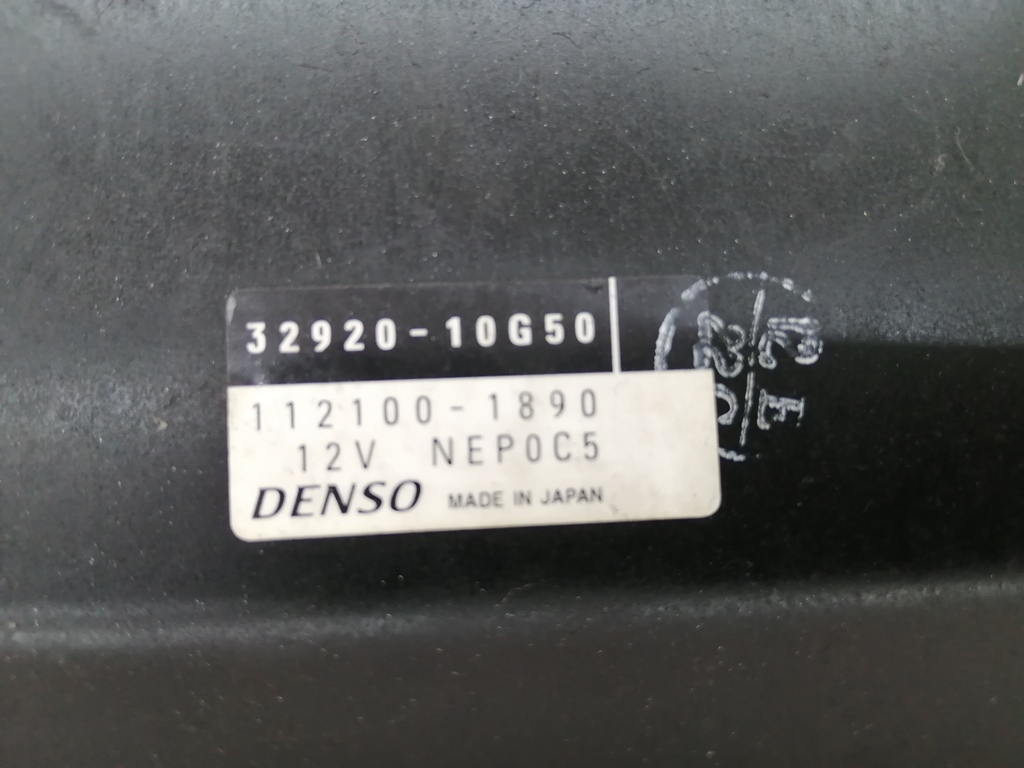 32920-10G50
112100-1890
12V NEP0C5
DENSO MADE IN JAPAN